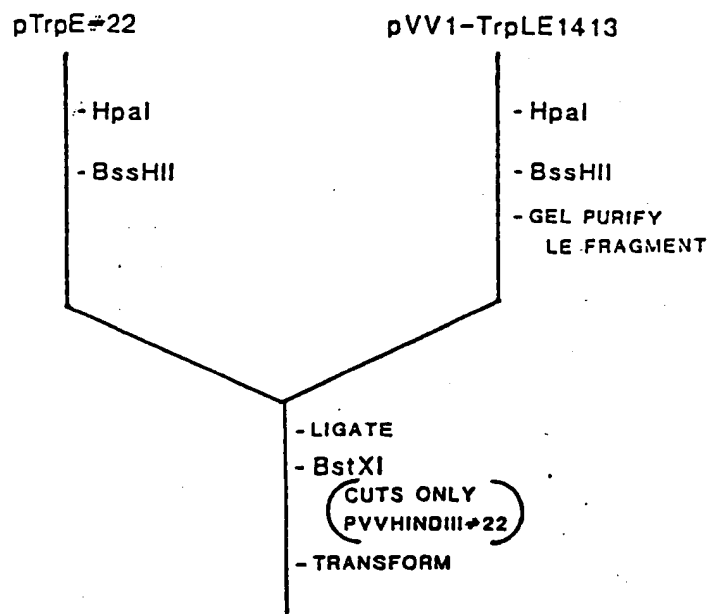 pTrpE#22
pVV1-TrpLE1413
-HpaI
-BssHII
-HpaI
-BssHII
-GEL PURIFY
LE FRAGMENT
-LIGATE
-BstXI
(CUTS ONLY
PVVHINDIII#22)
-TRANSFORM